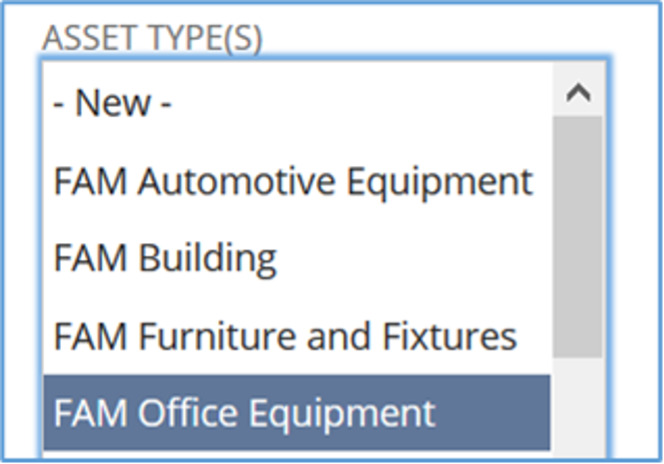 ASSET TYPE(S)
- New -
FAM Automotive Equipment
FAM Building
FAM Furniture and Fixtures
FAM Office Equipment